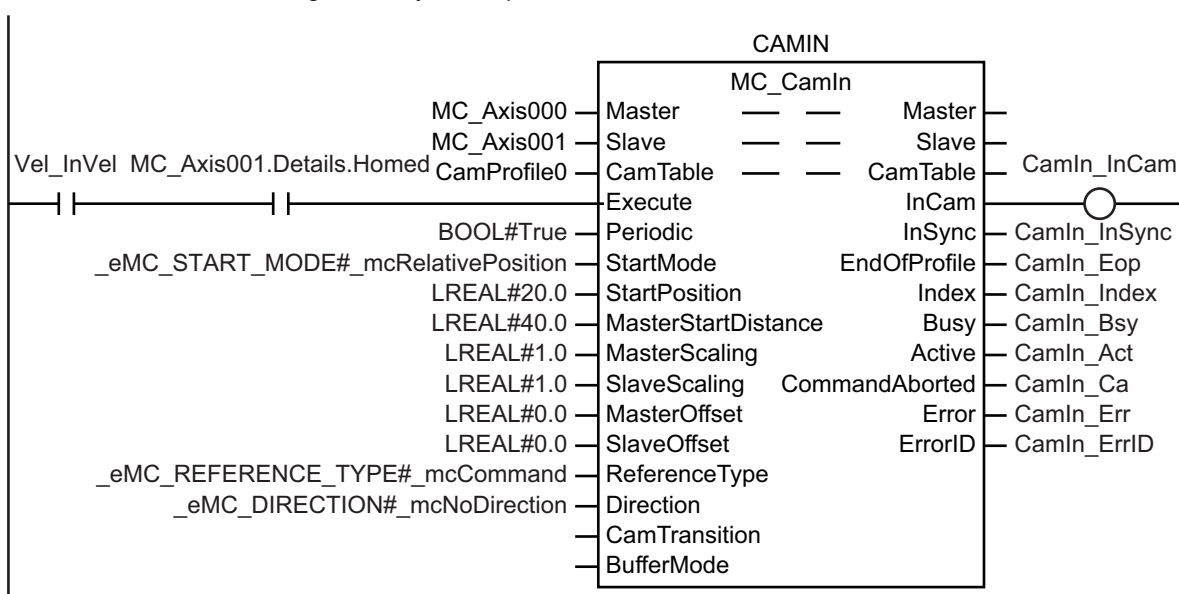 CAMIN
MC_CamIn
MC_Axis000 Master Master
MC_Axis001 Slave Slave
Vel_InVel MC_Axis001.Details.Homed CamProfile0 CamTable CamTable CamIn_InCam
Execute InCam
BOOL#True Periodic InSync CamIn_InSync
_eMC_START_MODE#_mcRelativePosition StartMode EndOfProfile CamIn_Eop
LREAL#20.0 StartPosition Index CamIn_Index
LREAL#40.0 MasterStartDistance Busy CamIn_Bsy
LREAL#1.0 MasterScaling Active CamIn_Act
LREAL#1.0 SlaveScaling CommandAborted CamIn_Ca
LREAL#0.0 MasterOffset Error CamIn_Err
LREAL#0.0 SlaveOffset ErrorID CamIn_ErrID
_eMC_REFERENCE_TYPE#_mcCommand ReferenceType
_eMC_DIRECTION#_mcNoDirection Direction
CamTransition
BufferMode